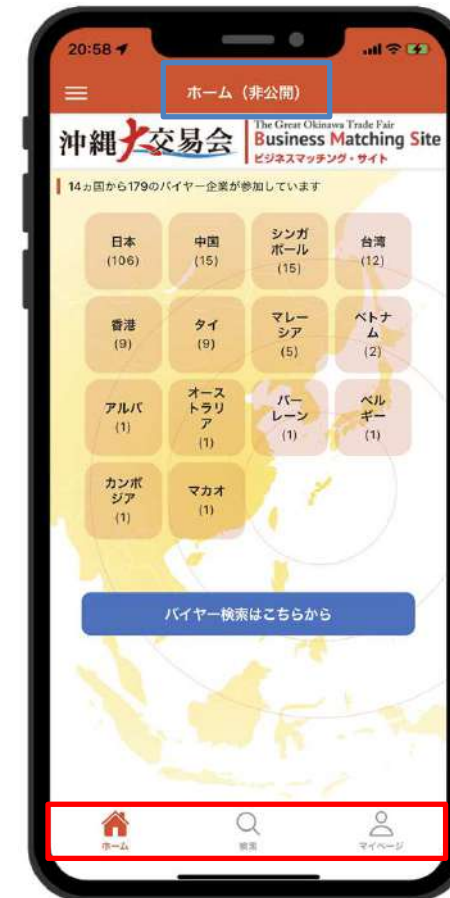 20:58
ホーム（非公開）
沖縄大交易会
The Great Okinawa Trade Fair
Business Matching Site
ビジネスマッチング・サイト
14ヵ国から179のバイヤー企業が参加しています
日本
(106)
中国
(15)
シンガ
ポール
(15)
台湾
(12)
香港
(9)
タイ
(9)
マレー
シア
(5)
ベトナ
ム
(2)
アルバ
(1)
オース
トラリ
ア
(1)
バー
レーン
(1)
ベル
ギー
(1)
カンボ
ジア
(1)
マカオ
(1)
バイヤー検索はこちらから
ホーム
検索
マイページ